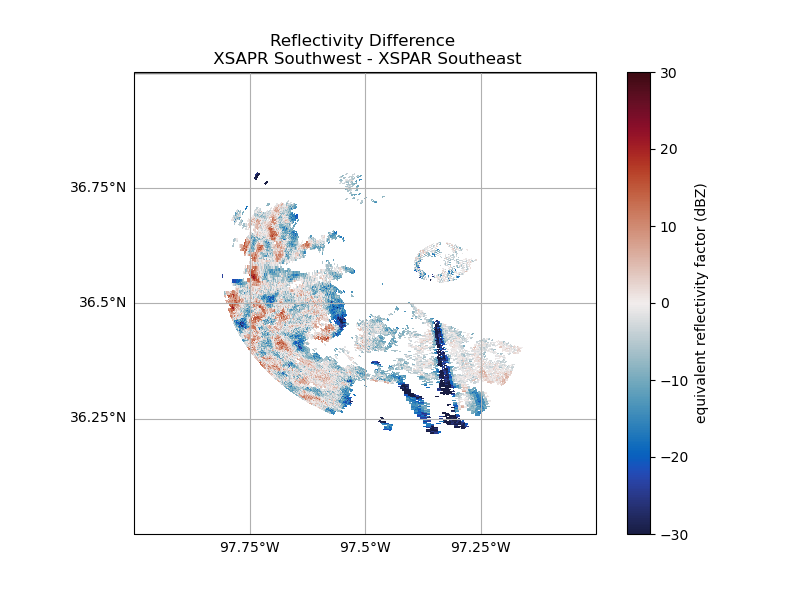 Reflectivity Difference
XSAPR Southwest - XSPAR Southeast
36.75°N
36.5°N
36.25°N
97.75°W
97.5°W
97.25°W
30
20
10
0
−10
−20
−30
equivalent reflectivity factor (dBZ)